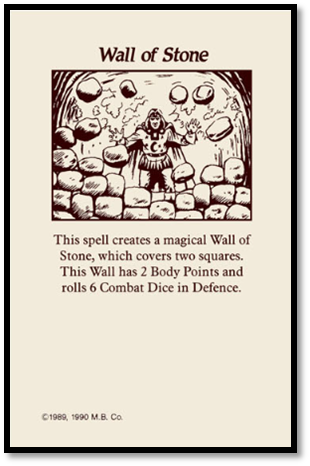 Wall of Stone
This spell creates a magical Wall of
Stone, which covers two squares.
This Wall has 2 Body Points and
rolls 6 Combat Dice in Defence.
©1989, 1990 M.B. Co.